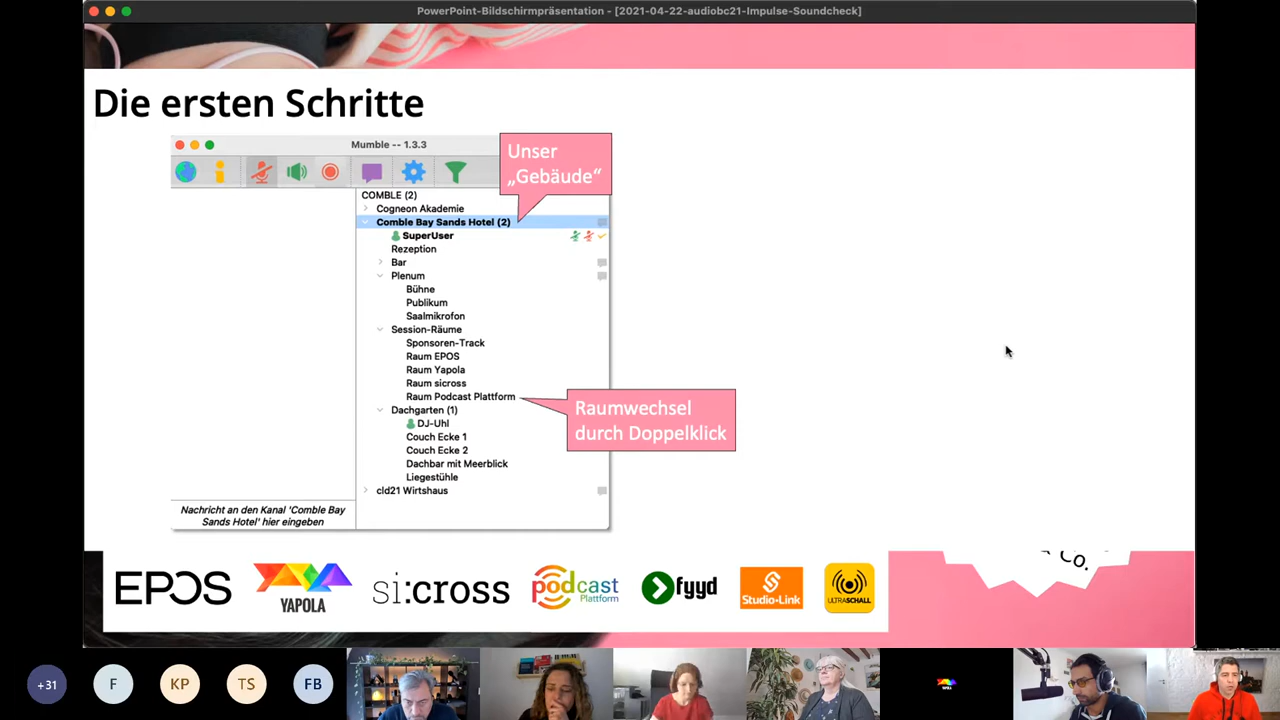 PowerPoint-Bildschirmpräsentation - [2021-04-22-audiobc21-Impulse-Soundcheck]
Die ersten Schritte
Mumble -- 1.3.3
Unser
„Gebäude“
COMBLE (2)
Cogneon Akademie
Comble Bay Sands Hotel (2)
SuperUser
Rezeption
Bar
Plenum
Bühne
Publikum
Saalmikrofon
Session-Räume
Sponsoren-Track
Raum EPOS
Raum Yapola
Raum sicross
Raum Podcast Plattform
Raumwechsel
durch Doppelklick
Dachgarten (1)
DJ-Uhl
Couch Ecke 1
Couch Ecke 2
Dachbar mit Meerblick
Liegestühle
cld21 Wirtshaus
Nachricht an den Kanal 'Comble Bay
Sands Hotel' hier eingeben
EPOS
YAPOLA
si:cross
podcast
Plattform
fyyd
Studio-Link
ULTRASCHALL
CO.
+31
F
KP
TS
FB